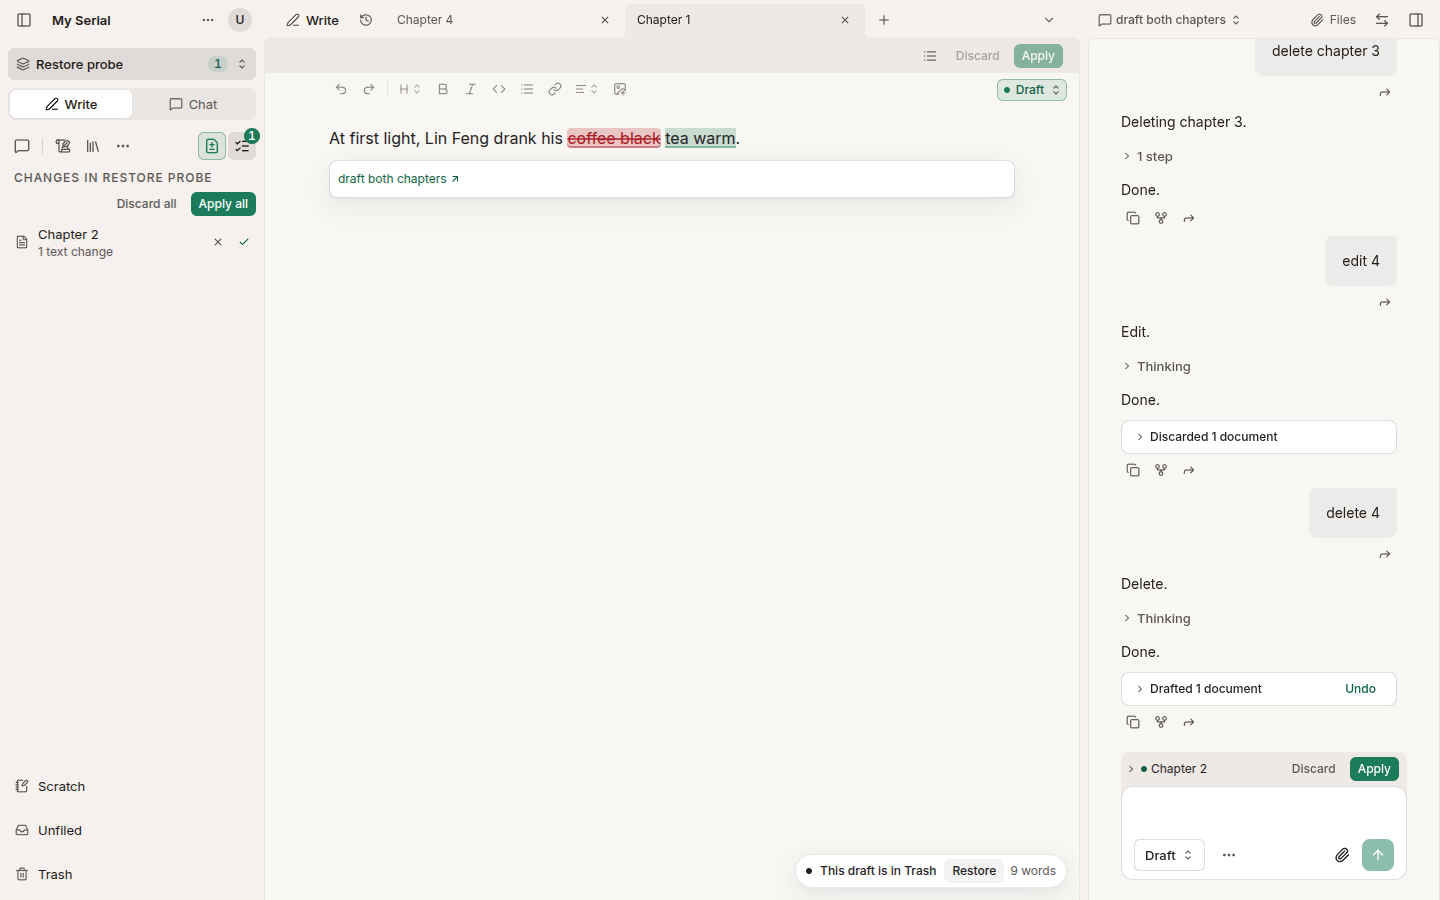 My Serial
U
Write
Chapter 4
Chapter 1
draft both chapters
Files
Restore probe
1
Write
Chat
1
CHANGES IN RESTORE PROBE
Discard all
Apply all
Chapter 2
1 text change
Scratch
Unfiled
Trash
Discard
Apply
H
B
I
Draft
At first light, Lin Feng drank his coffee black tea warm.
draft both chapters
This draft is in Trash
Restore
9 words
delete chapter 3
Deleting chapter 3.
1 step
Done.
edit 4
Edit.
Thinking
Done.
Discarded 1 document
delete 4
Delete.
Thinking
Done.
Drafted 1 document
Undo
Chapter 2
Discard
Apply
Draft